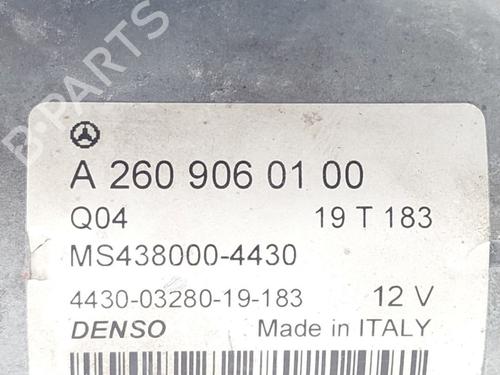 B-PARTS
A 260 906 01 00
Q04 19 T 183
MS438000-4430
4430-03280-19-183 12 V
DENSO Made in ITALY